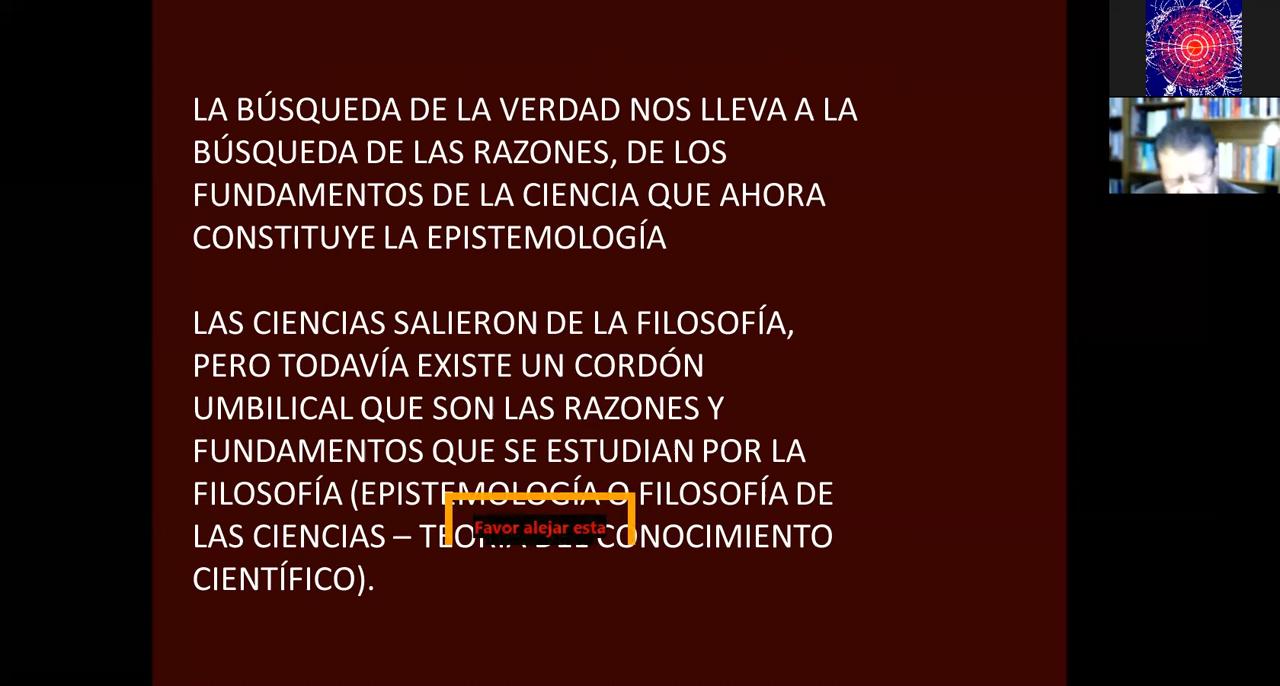 LA BÚSQUEDA DE LA VERDAD NOS LLEVA A LA
BÚSQUEDA DE LAS RAZONES, DE LOS
FUNDAMENTOS DE LA CIENCIA QUE AHORA
CONSTITUYE LA EPISTEMOLOGÍA
LAS CIENCIAS SALIERON DE LA FILOSOFÍA,
PERO TODAVÍA EXISTE UN CORDÓN
UMBILICAL QUE SON LAS RAZONES Y
FUNDAMENTOS QUE SE ESTUDIAN POR LA
FILOSOFÍA (EPISTEMOLOGÍA O FILOSOFÍA DE
Favor alejar esta
LAS CIENCIAS – TEORÍA DEL CONOCIMIENTO
CIENTÍFICO).